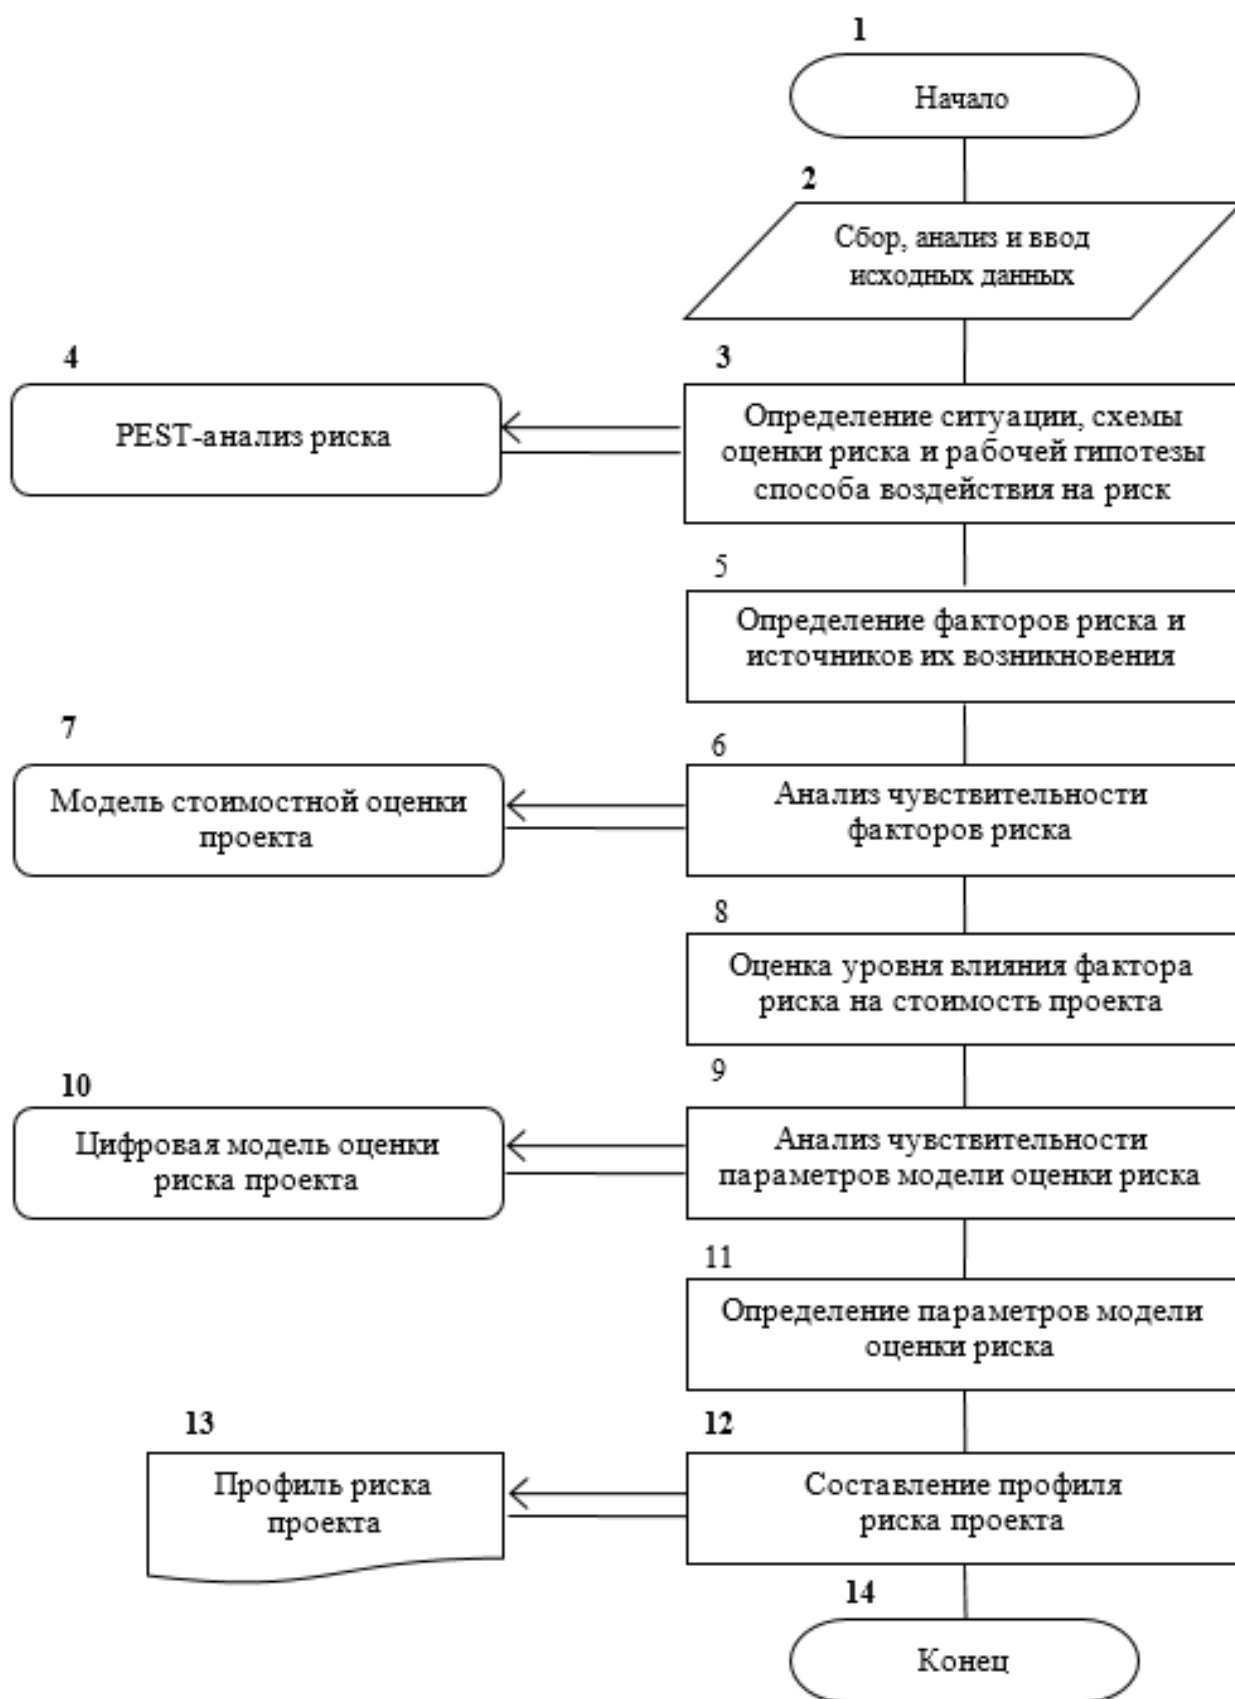 1
Начало
2
Сбор, анализ и ввод
исходных данных
4
PEST-анализ риска
3
Определение ситуации, схемы
оценки риска и рабочей гипотезы
способа воздействия на риск
5
Определение факторов риска и
источников их возникновения
7
Модель стоимостной оценки
проекта
6
Анализ чувствительности
факторов риска
8
Оценка уровня влияния фактора
риска на стоимость проекта
10
Цифровая модель оценки
риска проекта
9
Анализ чувствительности
параметров модели оценки риска
11
Определение параметров модели
оценки риска
13
Профиль риска
проекта
12
Составление профиля
риска проекта
14
Конец